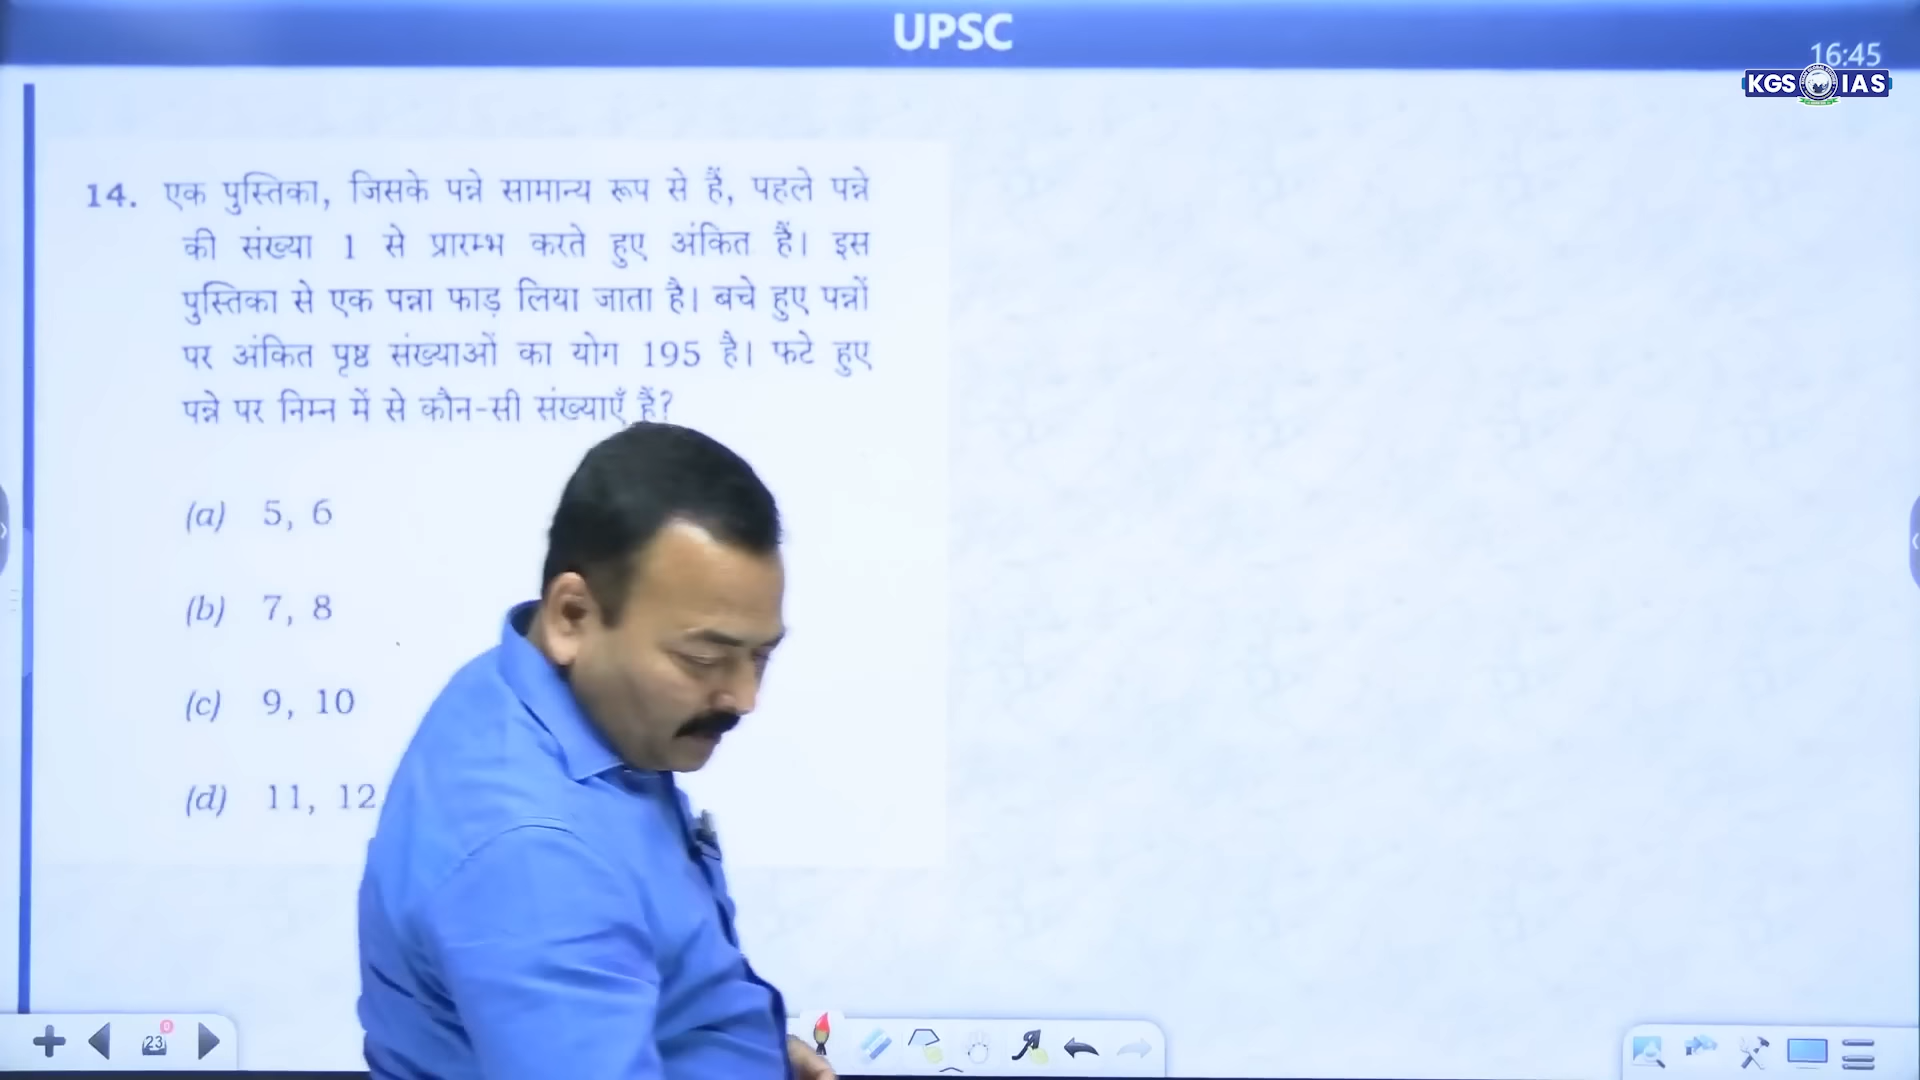 UPSC
16:45
KGS IAS
14. एक पुस्तिका, जिसके पन्ने सामान्य रूप से हैं, पहले पन्ने
की संख्या 1 से प्रारम्भ करते हुए अंकित हैं। इस
पुस्तिका से एक पन्ना फाड़ लिया जाता है। बचे हुए पन्नों
पर अंकित पृष्ठ संख्याओं का योग 195 है। फटे हुए
पन्ने पर निम्न में से कौन-सी संख्याएँ हैं?
(a) 5, 6
(b) 7, 8
(c) 9, 10
(d) 11, 12
23
0